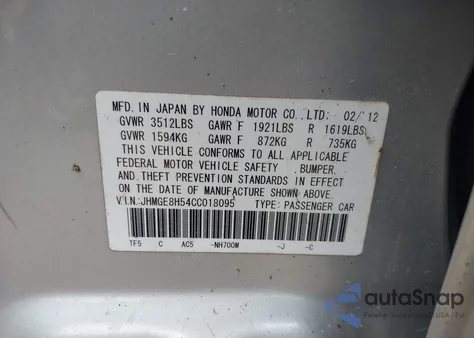 MFD. IN JAPAN BY HONDA MOTOR CO., LTD: 02/12
GVWR 3512LBS GAWR F 1921LBS R 1619LBS
GVWR 1594KG GAWR F 872KG R 735KG
THIS VEHICLE CONFORMS TO ALL APPLICABLE
FEDERAL MOTOR VEHICLE SAFETY , BUMPER,
AND THEFT PREVENTION STANDARDS IN EFFECT
ON THE DATE OF MANUFACTURE SHOWN ABOVE.
V.I.N.:JHMGE8H54CC018095 TYPE: PASSENGER CAR
TF5 C AC5 -NH700M -J -C
autoSnap